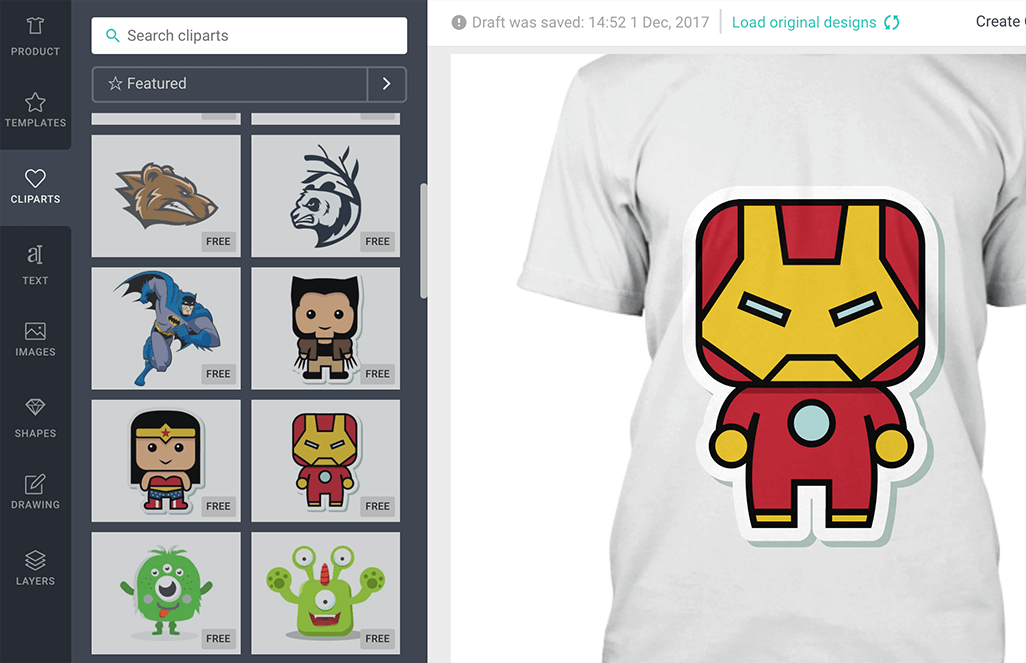 PRODUCT
TEMPLATES
CLIPARTS
TEXT
IMAGES
SHAPES
DRAWING
LAYERS
Search cliparts
Featured
FREE
FREE
FREE
FREE
FREE
FREE
FREE
FREE
Draft was saved: 14:52 1 Dec, 2017
Load original designs
Create